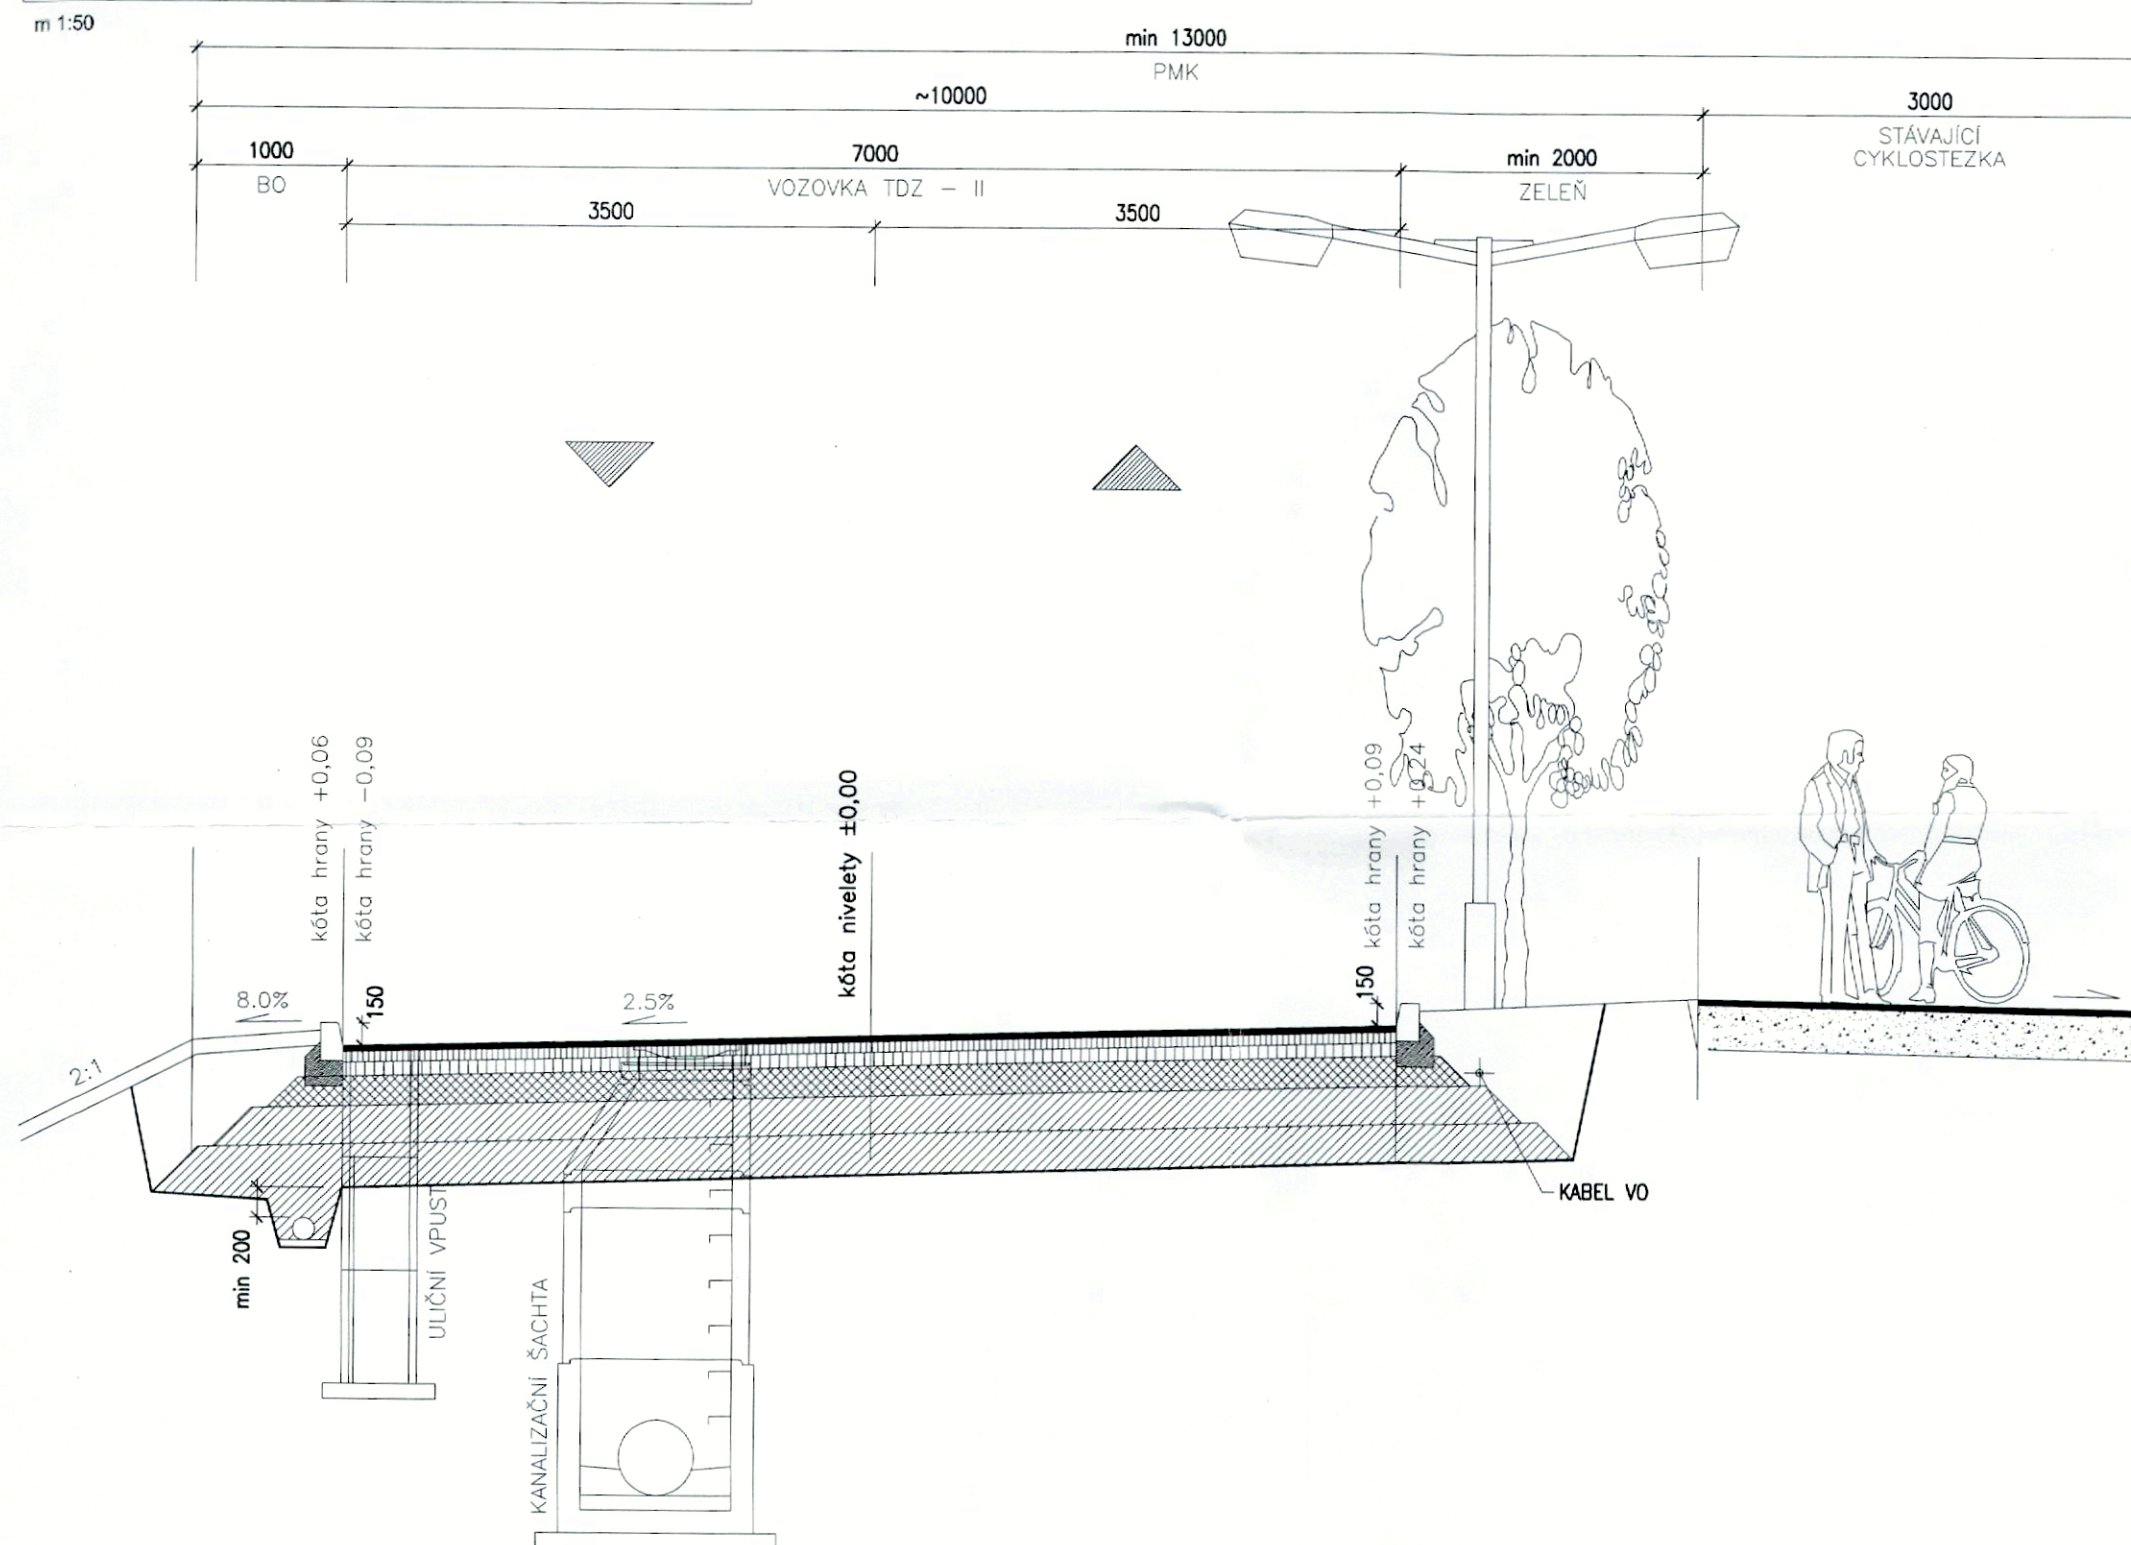 m 1:50
min 13000
PMK
~10000
3000
STÁVAJÍCÍ
CYKLOSTEZKA
1000
BO
7000
VOZOVKA TDZ – II
min 2000
ZELEŇ
3500
3500
kóta hrany +0,06
kóta hrany –0,09
kóta nivelety ±0,00
kóta hrany +0,09
kóta hrany +0,24
8.0%
150
2.5%
150
2:1
KABEL VO
min 200
ULIČNÍ VPUST
KANALIZAČNÍ ŠACHTA